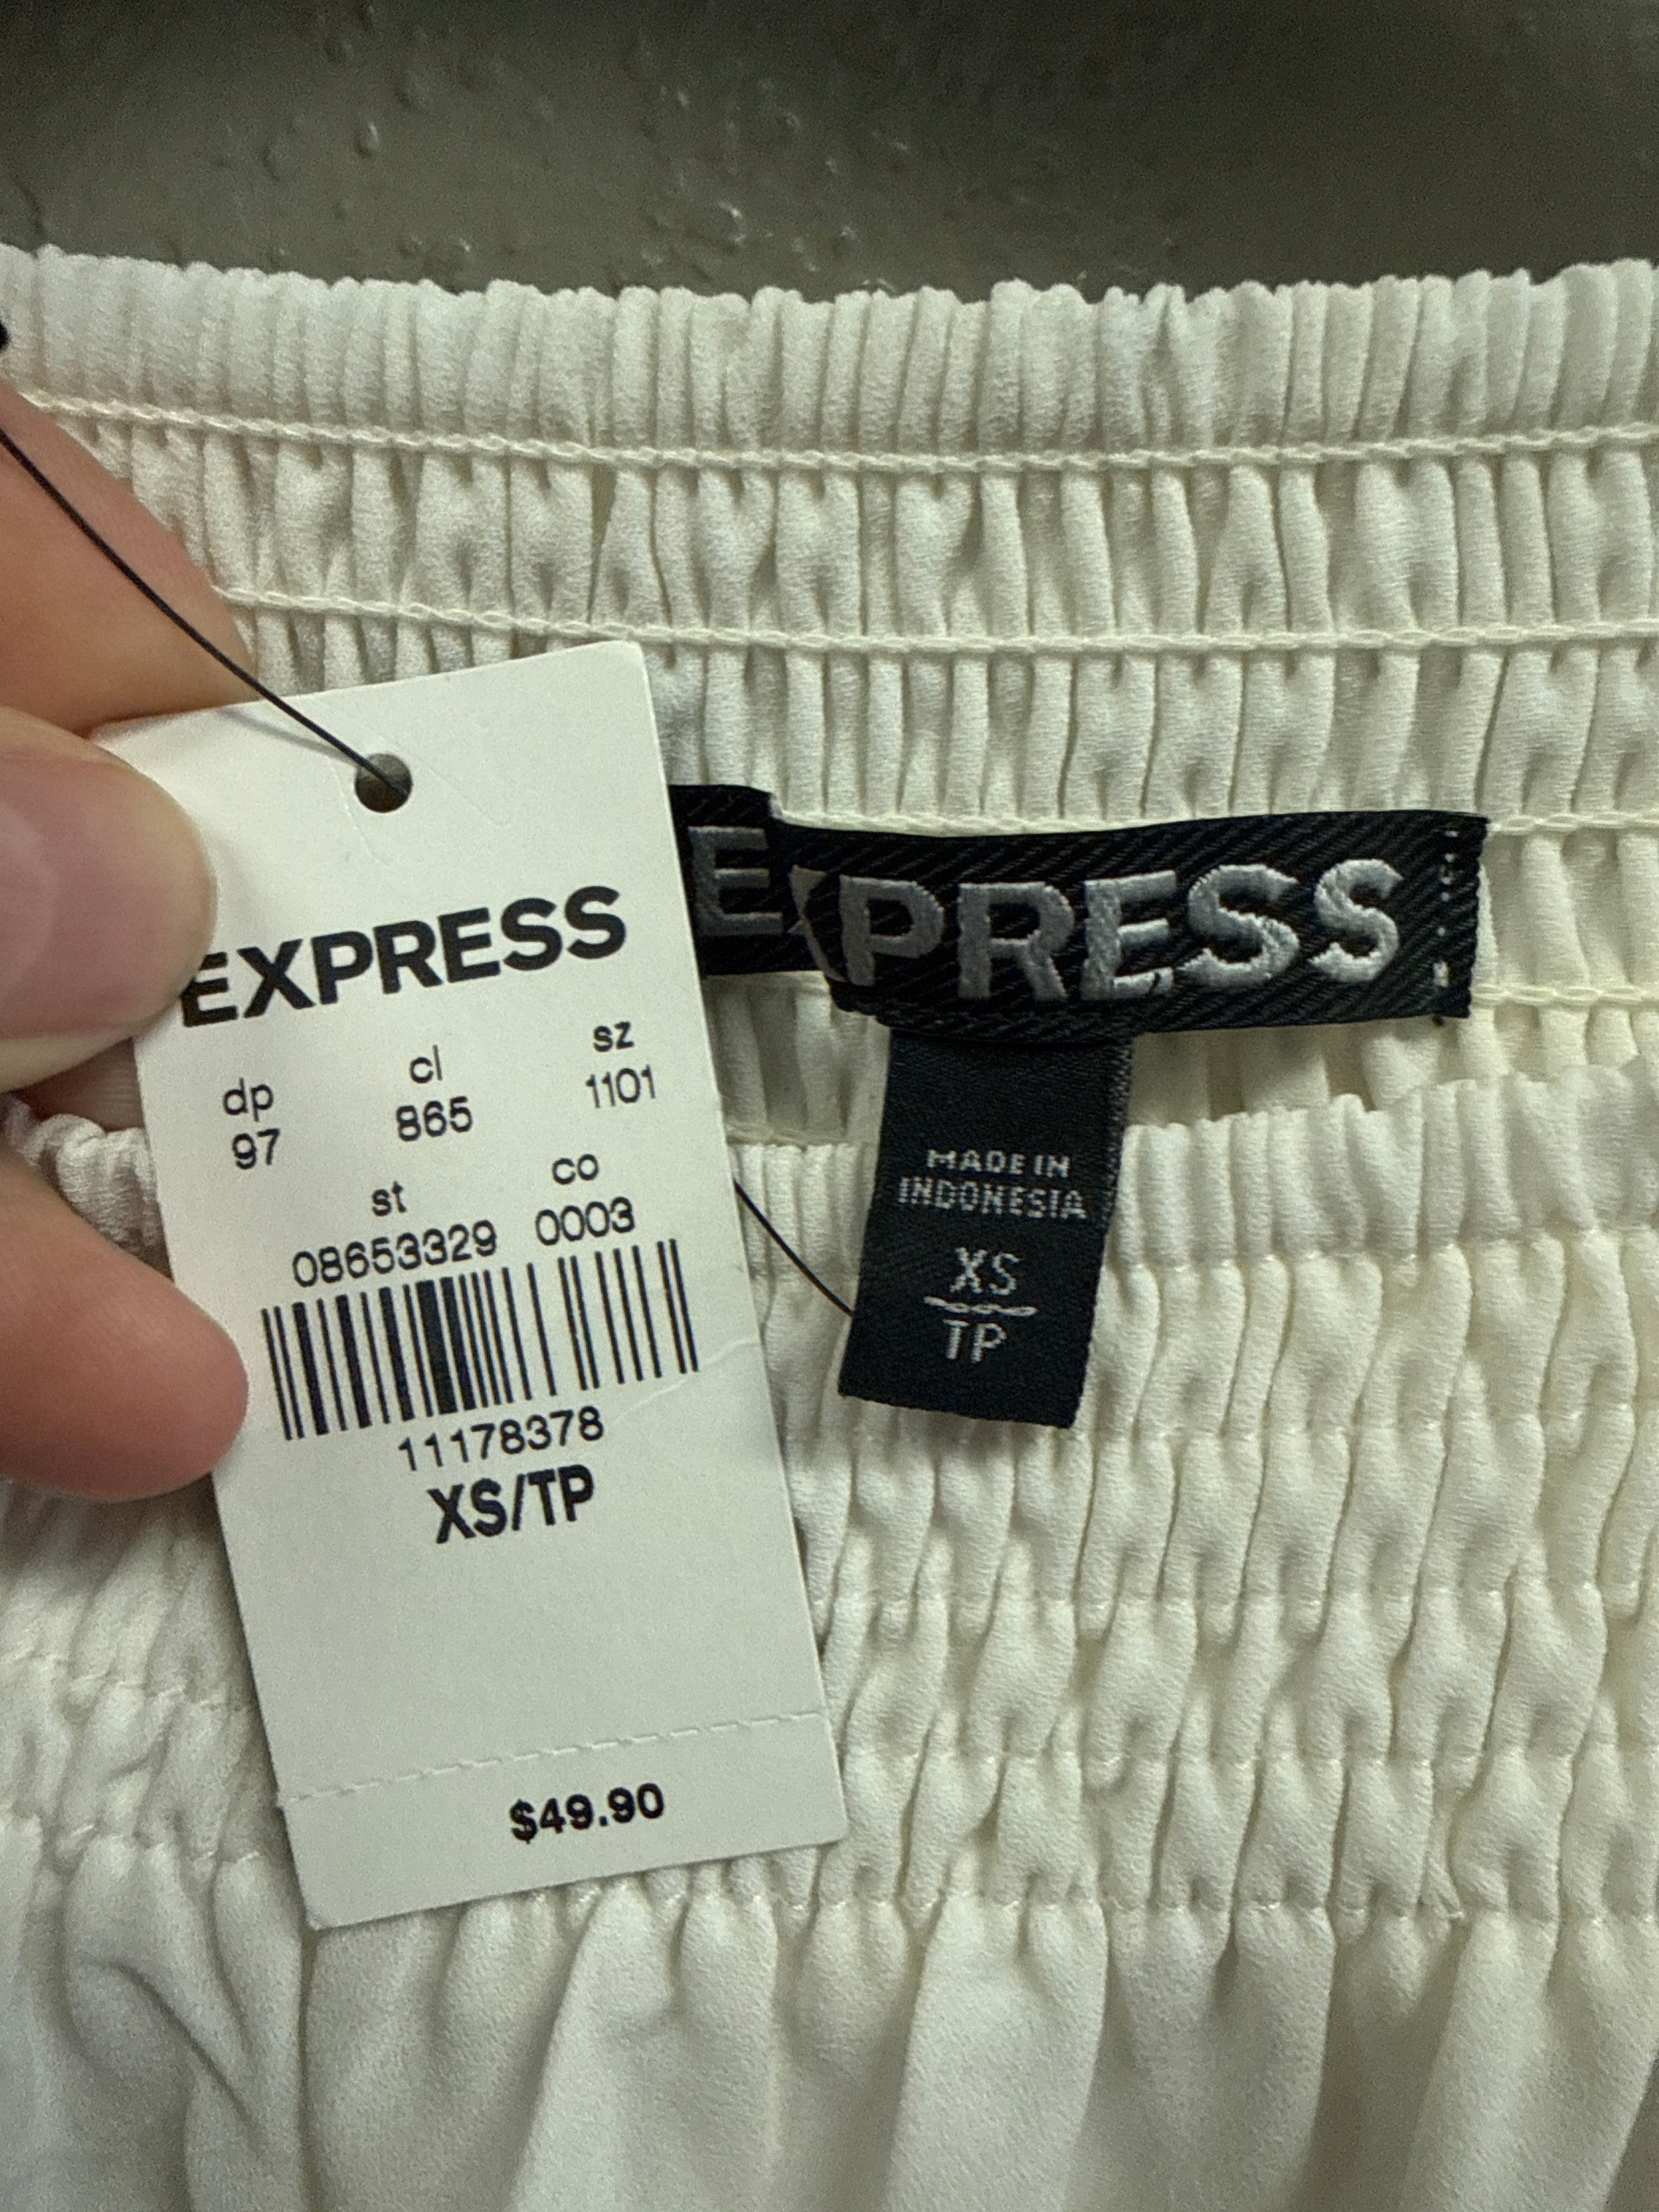 EXPRESS
dp cl sz
97 865 1101
st co
08653329 0003
11178378
XS/TP
$49.90
EXPRESS
MADE IN
INDONESIA
XS
TP